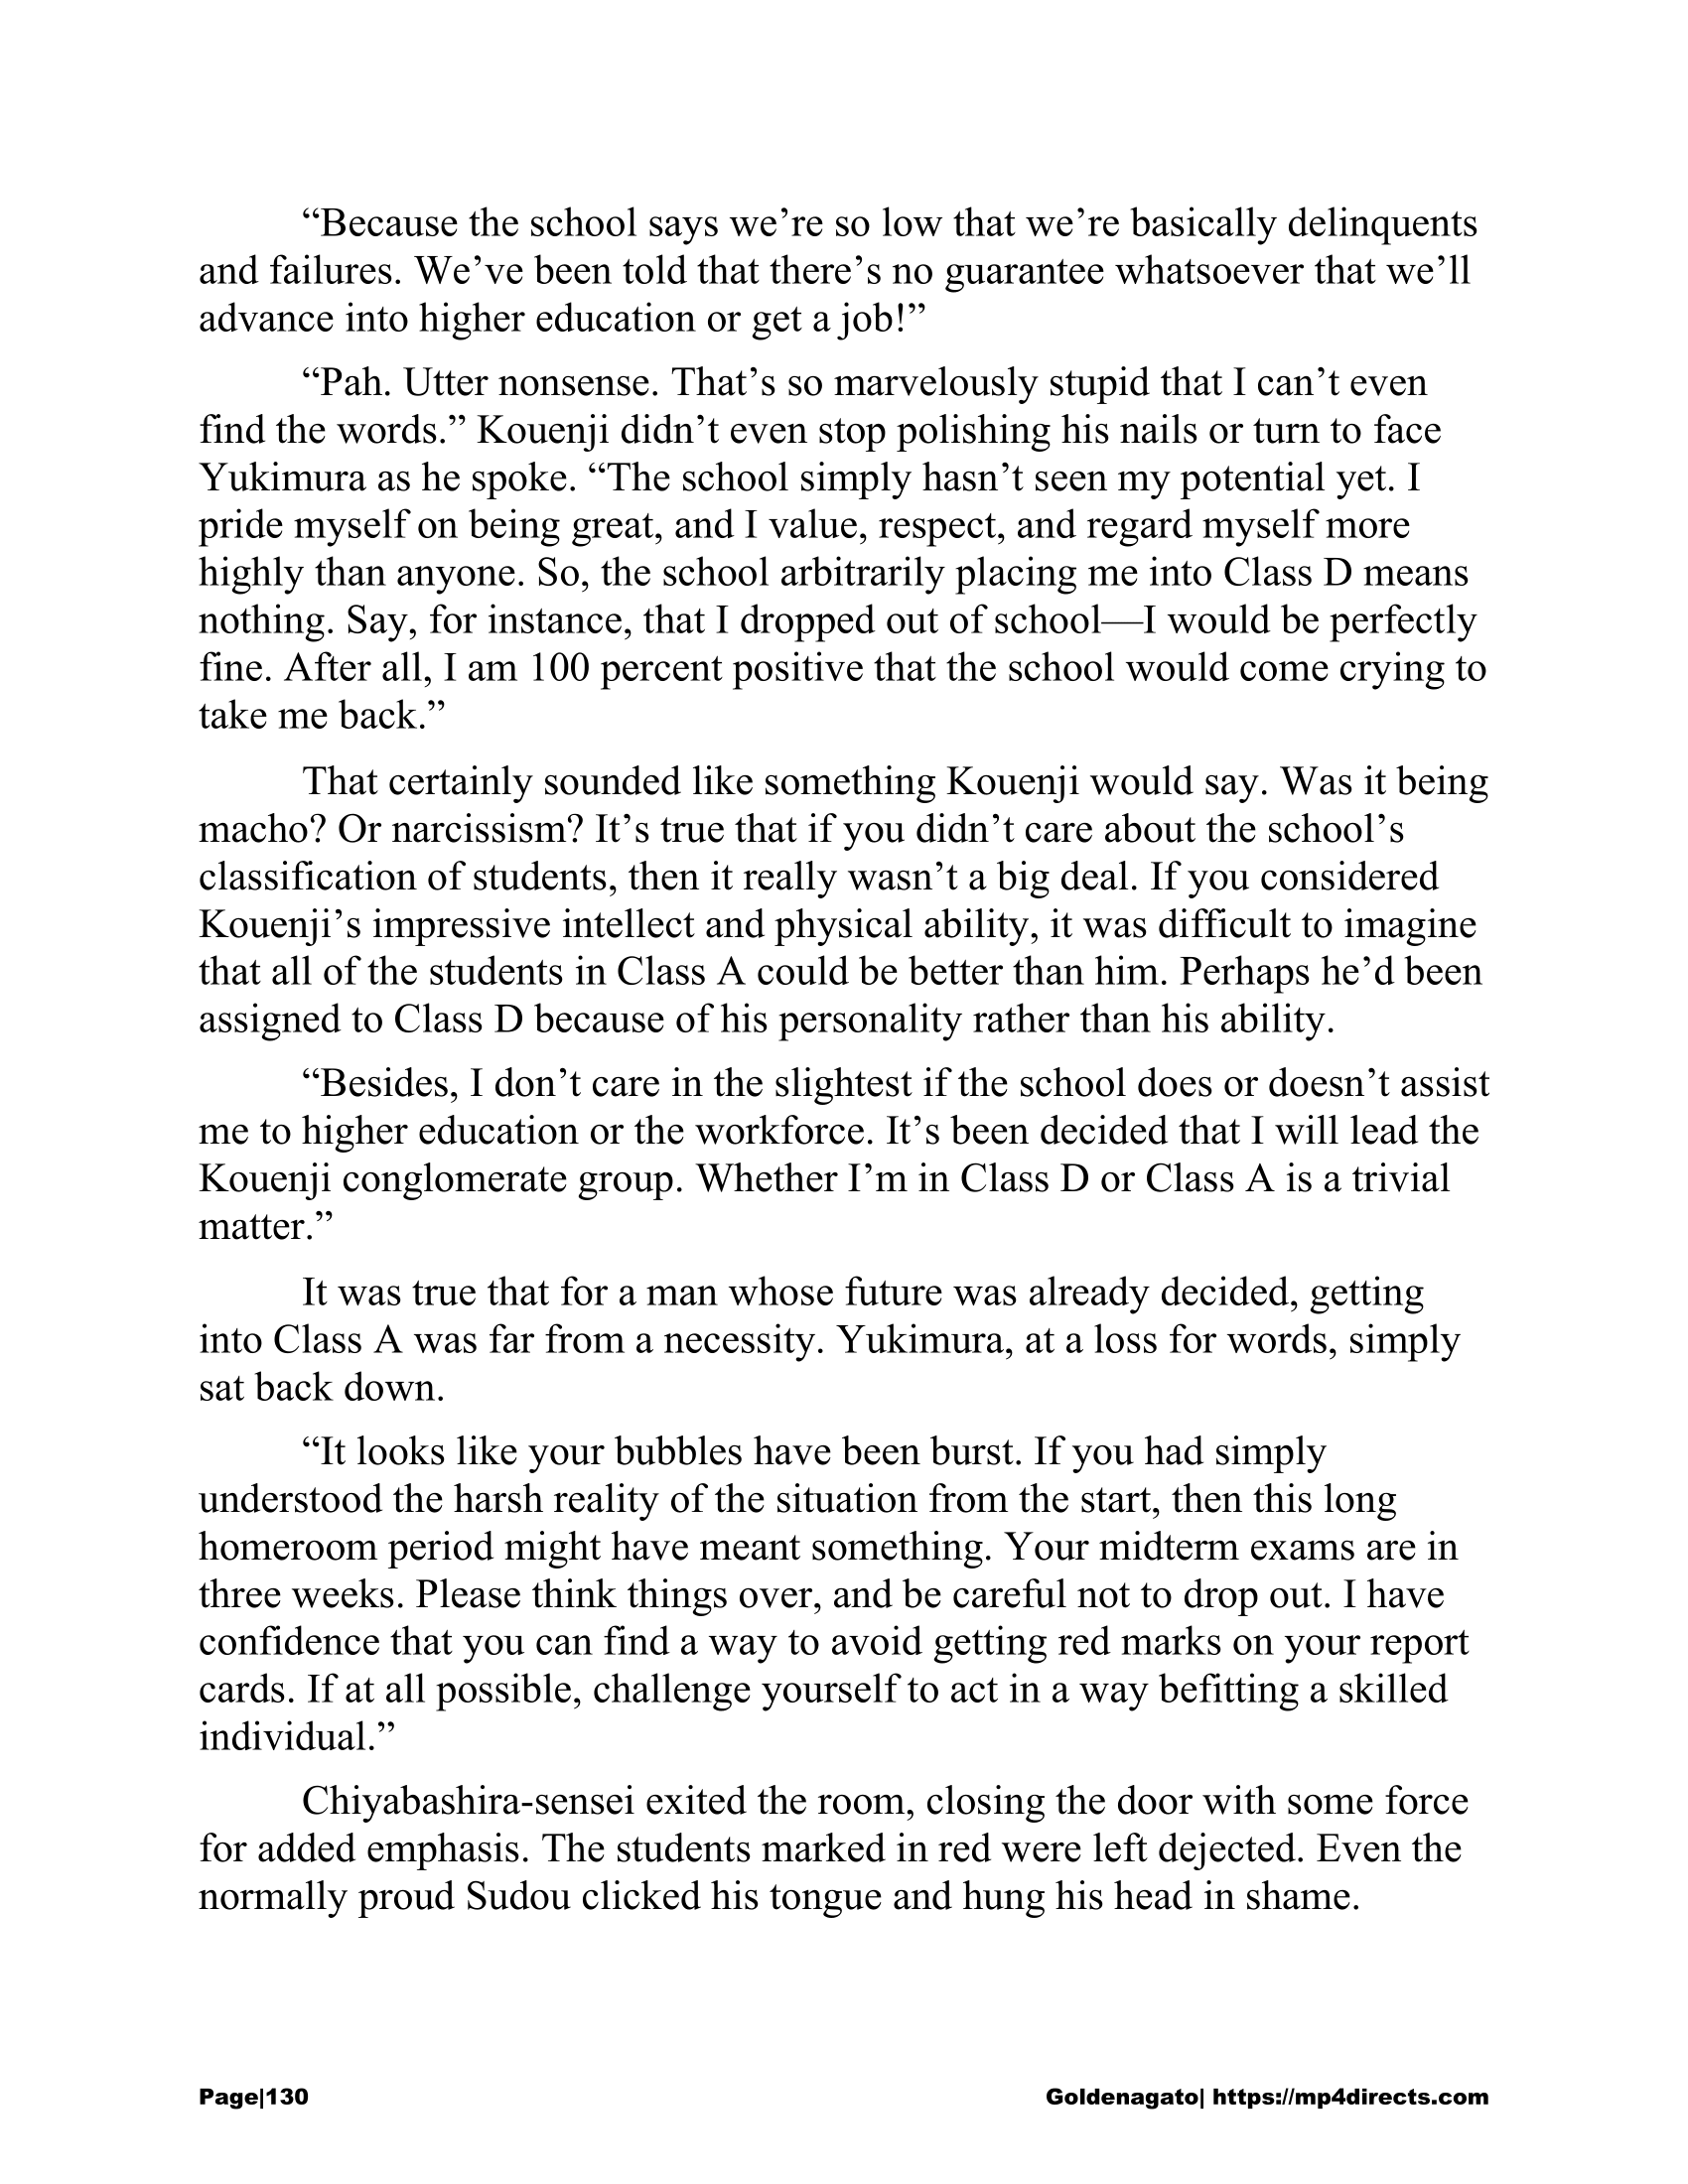 “Because the school says we’re so low that we’re basically delinquents
and failures. We’ve been told that there’s no guarantee whatsoever that we’ll
advance into higher education or get a job!”
“Pah. Utter nonsense. That’s so marvelously stupid that I can’t even
find the words.” Kouenji didn’t even stop polishing his nails or turn to face
Yukimura as he spoke. “The school simply hasn’t seen my potential yet. I
pride myself on being great, and I value, respect, and regard myself more
highly than anyone. So, the school arbitrarily placing me into Class D means
nothing. Say, for instance, that I dropped out of school—I would be perfectly
fine. After all, I am 100 percent positive that the school would come crying to
take me back.”
That certainly sounded like something Kouenji would say. Was it being
macho? Or narcissism? It’s true that if you didn’t care about the school’s
classification of students, then it really wasn’t a big deal. If you considered
Kouenji’s impressive intellect and physical ability, it was difficult to imagine
that all of the students in Class A could be better than him. Perhaps he’d been
assigned to Class D because of his personality rather than his ability.
“Besides, I don’t care in the slightest if the school does or doesn’t assist
me to higher education or the workforce. It’s been decided that I will lead the
Kouenji conglomerate group. Whether I’m in Class D or Class A is a trivial
matter.”
It was true that for a man whose future was already decided, getting
into Class A was far from a necessity. Yukimura, at a loss for words, simply
sat back down.
“It looks like your bubbles have been burst. If you had simply
understood the harsh reality of the situation from the start, then this long
homeroom period might have meant something. Your midterm exams are in
three weeks. Please think things over, and be careful not to drop out. I have
confidence that you can find a way to avoid getting red marks on your report
cards. If at all possible, challenge yourself to act in a way befitting a skilled
individual.”
Chiyabashira-sensei exited the room, closing the door with some force
for added emphasis. The students marked in red were left dejected. Even the
normally proud Sudou clicked his tongue and hung his head in shame.
Page|130 Goldenagato| https://mp4directs.com